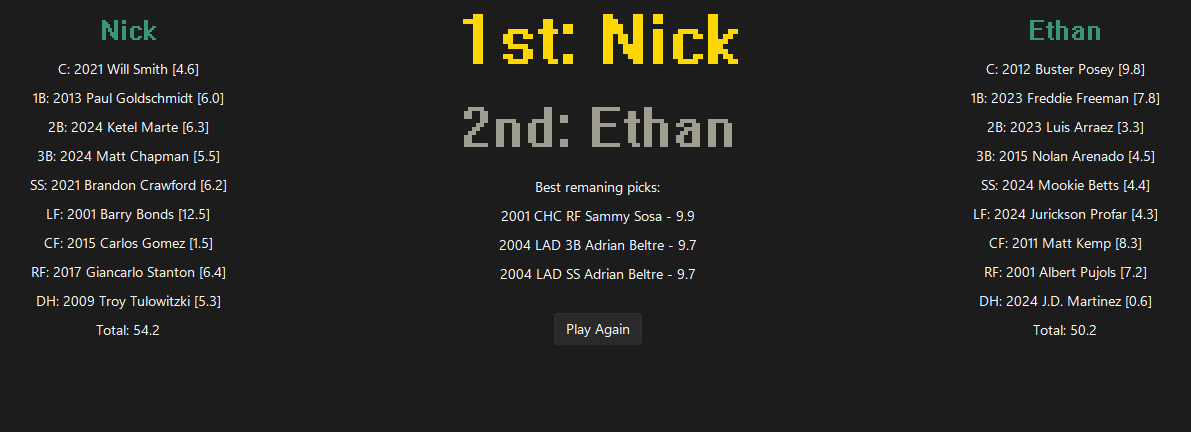 Nick
C: 2021 Will Smith [4.6]
1B: 2013 Paul Goldschmidt [6.0]
2B: 2024 Ketel Marte [6.3]
3B: 2024 Matt Chapman [5.5]
SS: 2021 Brandon Crawford [6.2]
LF: 2001 Barry Bonds [12.5]
CF: 2015 Carlos Gomez [1.5]
RF: 2017 Giancarlo Stanton [6.4]
DH: 2009 Troy Tulowitzki [5.3]
Total: 54.2
1st: Nick
2nd: Ethan
Best remaning picks:
2001 CHC RF Sammy Sosa - 9.9
2004 LAD 3B Adrian Beltre - 9.7
2004 LAD SS Adrian Beltre - 9.7
Play Again
Ethan
C: 2012 Buster Posey [9.8]
1B: 2023 Freddie Freeman [7.8]
2B: 2023 Luis Arraez [3.3]
3B: 2015 Nolan Arenado [4.5]
SS: 2024 Mookie Betts [4.4]
LF: 2024 Jurickson Profar [4.3]
CF: 2011 Matt Kemp [8.3]
RF: 2001 Albert Pujols [7.2]
DH: 2024 J.D. Martinez [0.6]
Total: 50.2